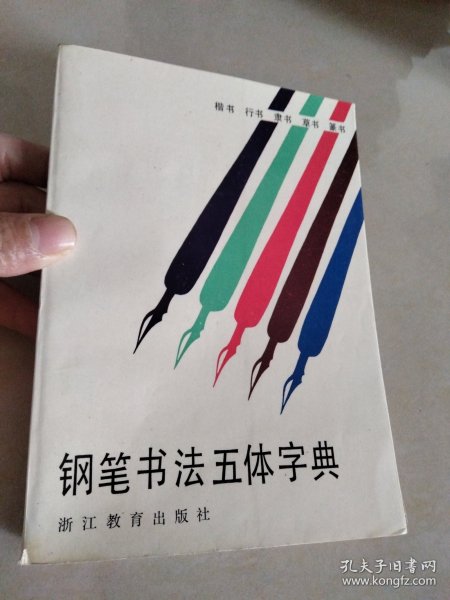 楷书 行书 隶书 草书 篆书
钢笔书法五体字典
浙江教育出版社
孔夫子旧书网
www.kongfz.com